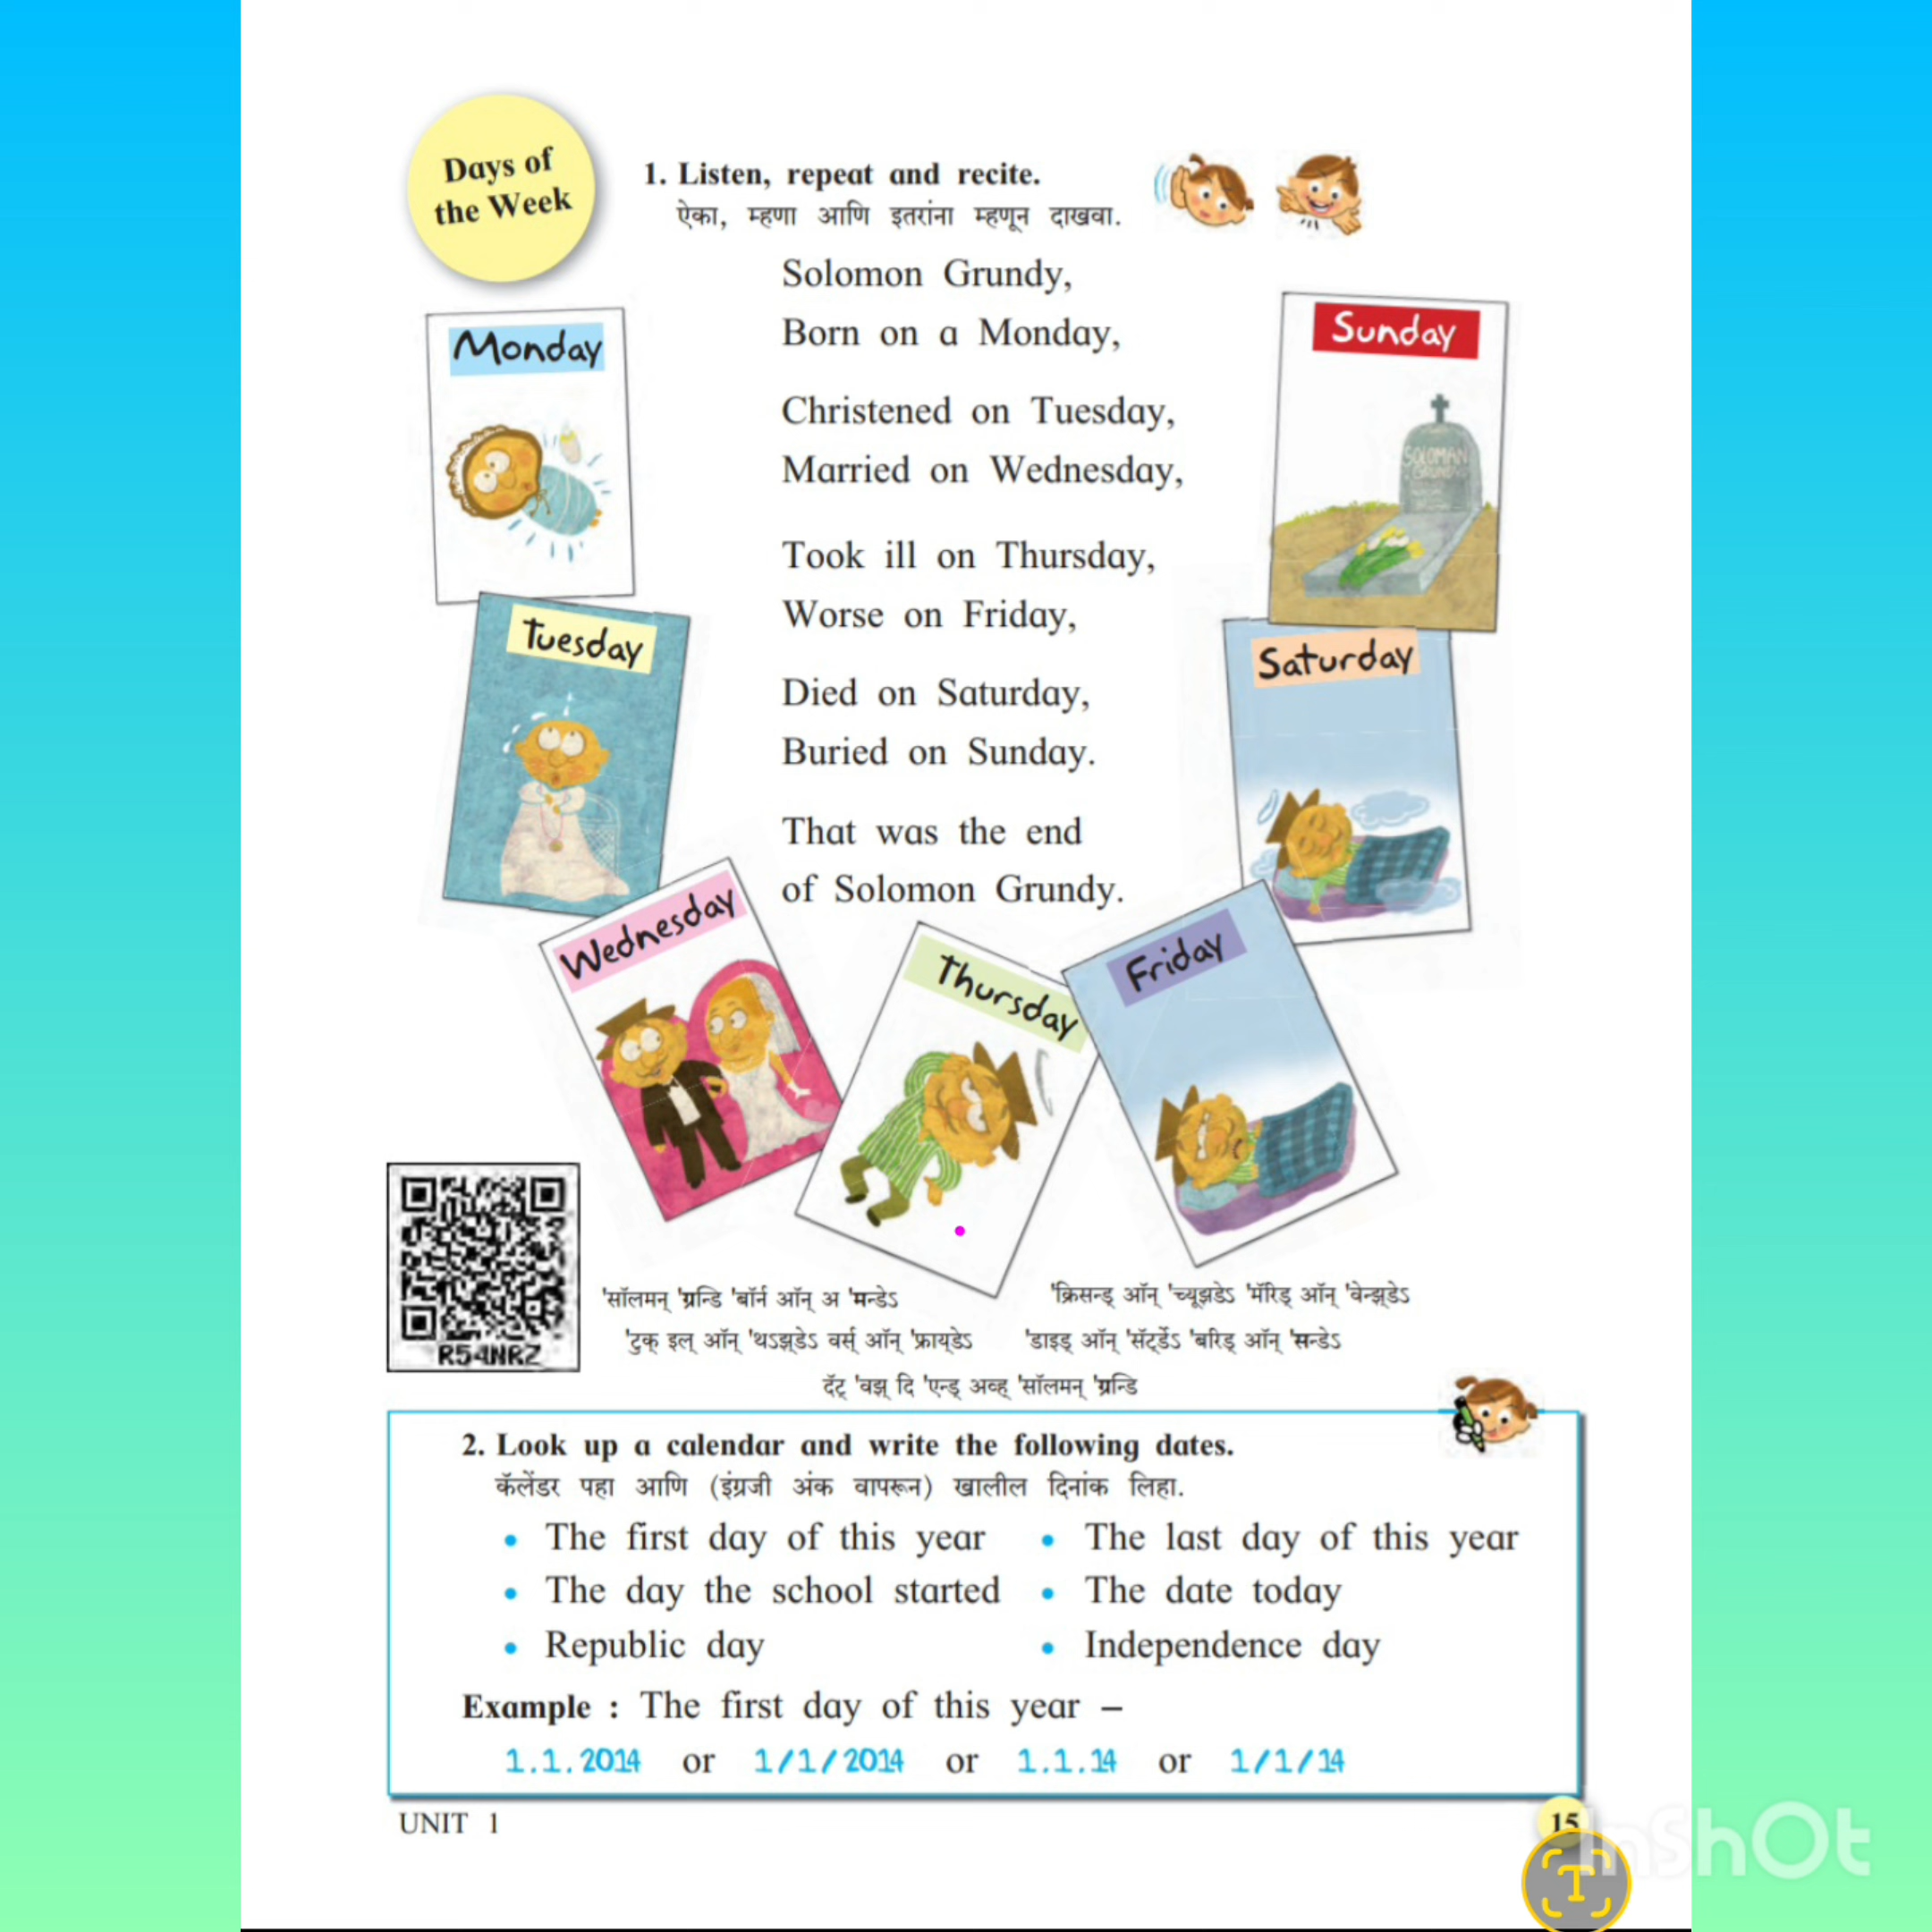 Days of
the Week
1. Listen, repeat and recite.
ऐका, म्हणा आणि इतरांना म्हणून दाखवा.
Solomon Grundy,
Born on a Monday,
Christened on Tuesday,
Married on Wednesday,
Took ill on Thursday,
Worse on Friday,
Died on Saturday,
Buried on Sunday.
That was the end
of Solomon Grundy.
Monday
Tuesday
Wednesday
Thursday
Friday
Saturday
Sunday
SOLOMAN
R54NRZ
'सॉलमन् 'ग्रन्डि 'बॉर्न ऑन् अ 'मन्डेऽ
'क्रिसन्ड् ऑन् 'च्यूझडेऽ 'मॅरिड् ऑन् 'वेन्झ्डेऽ
'टुक् इल् ऑन् 'थऽझ्डेऽ वर्स् ऑन् 'फ्राय्डेऽ
'डाइड् ऑन् 'सॅट्र्डेऽ 'बरिड् ऑन् 'सन्डेऽ
दॅट् 'वझ् दि 'एन्ड् अव्ह् 'सॉलमन् 'ग्रन्डि
2. Look up a calendar and write the following dates.
कॅलेंडर पहा आणि (इंग्रजी अंक वापरून) खालील दिनांक लिहा.
• The first day of this year • The last day of this year
• The day the school started • The date today
• Republic day • Independence day
Example : The first day of this year –
1.1.2014 or 1/1/2014 or 1.1.14 or 1/1/14
UNIT 1
15
InShOt